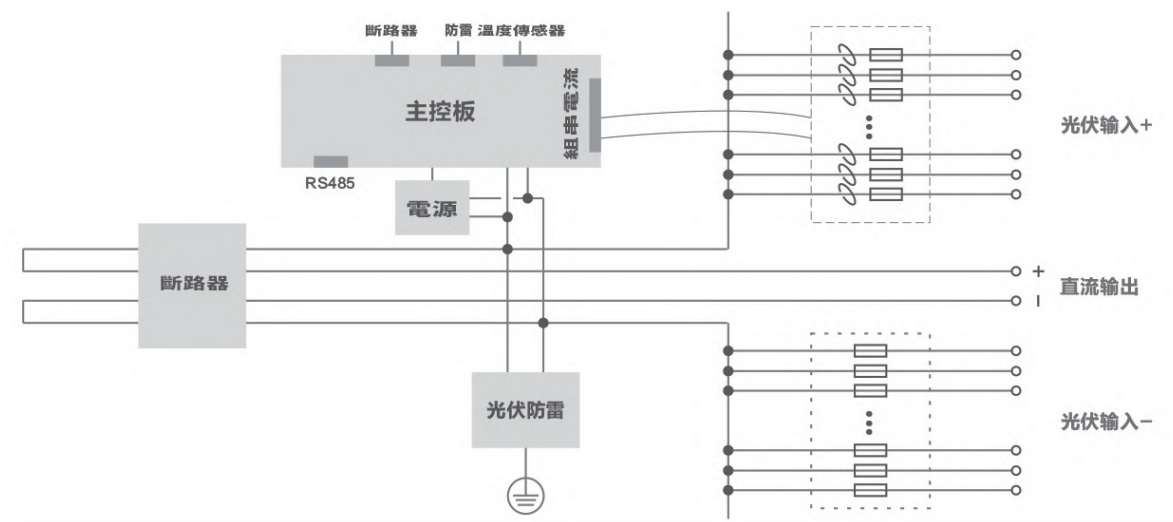 斷路器 防雷 溫度傳感器
主控板
組串電流
RS485
電源
光伏输入+
斷路器
+
直流输出
−
光伏防雷
光伏输入−